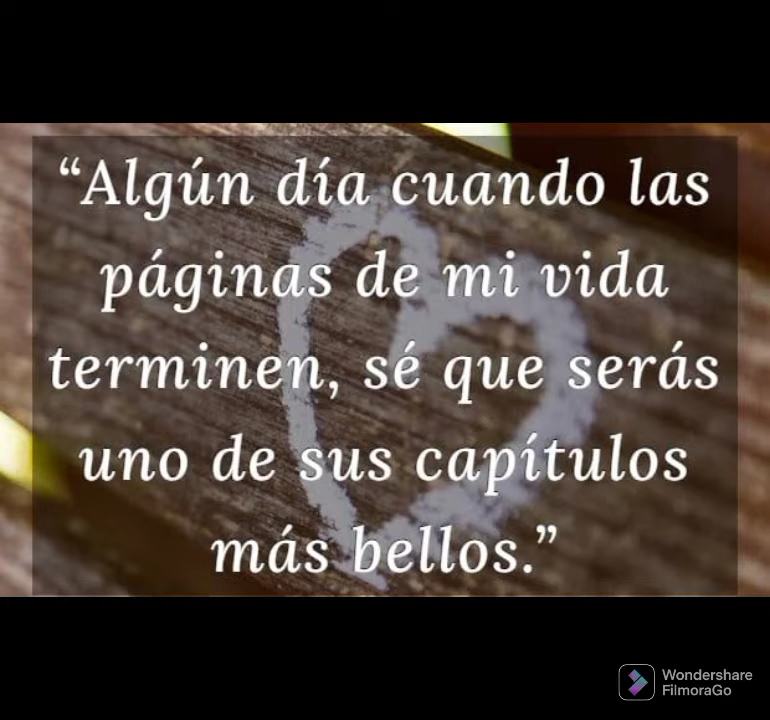 “Algún día cuando las
páginas de mi vida
terminen, sé que serás
uno de sus capítulos
más bellos.”
Wondershare
FilmoraGo